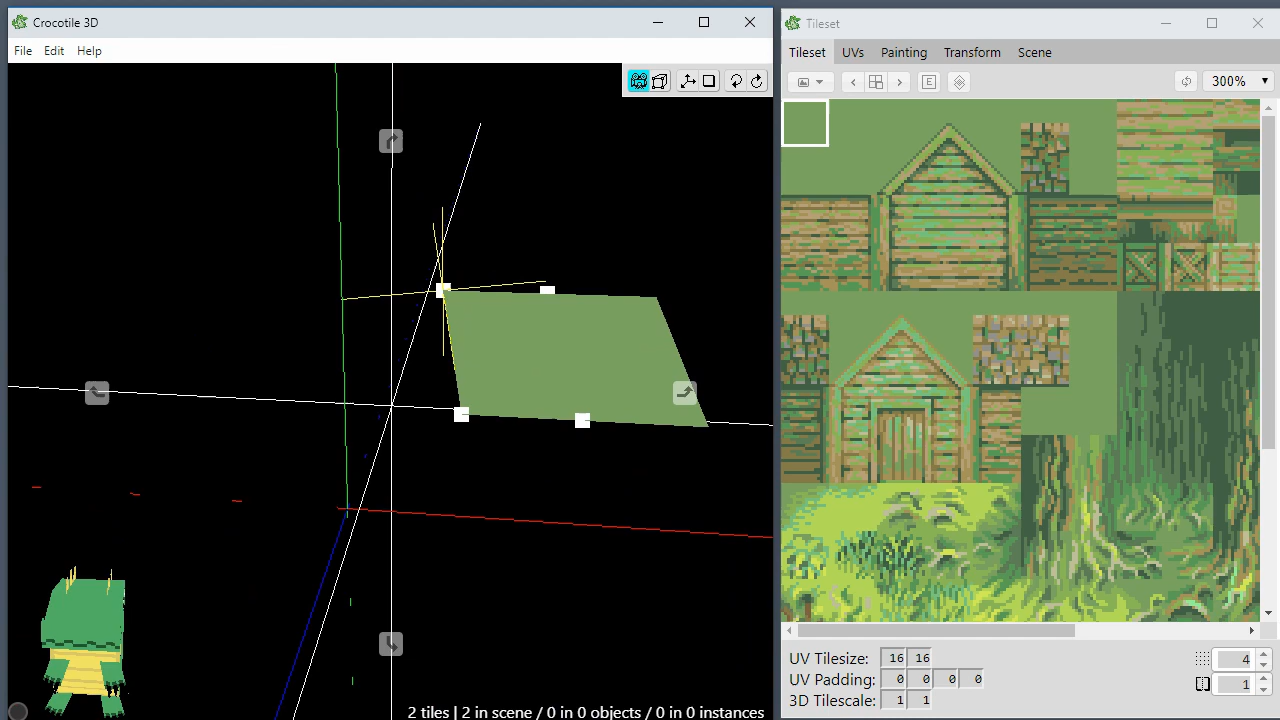 Crocotile 3D
File Edit Help
2 tiles | 2 in scene / 0 in 0 objects / 0 in 0 instances
Tileset
Tileset UVs Painting Transform Scene
E 300%
UV Tilesize: 16 16
4
UV Padding: 0 0 0 0
1
3D Tilescale: 1 1